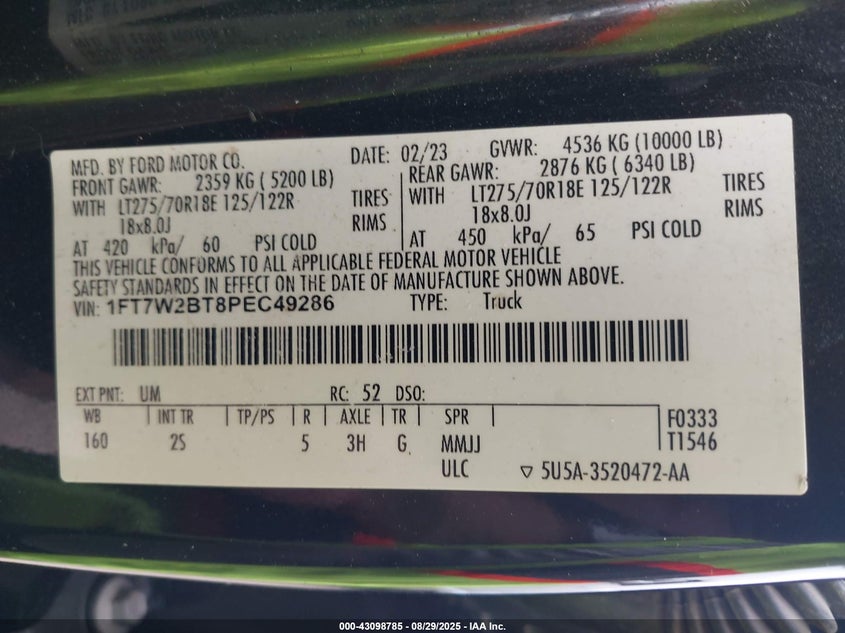 MFD. BY FORD MOTOR CO. DATE: 02/23 GVWR: 4536 KG (10000 LB)
FRONT GAWR: 2359 KG ( 5200 LB) REAR GAWR: 2876 KG ( 6340 LB)
WITH LT275/70R18E 125/122R TIRES WITH LT275/70R18E 125/122R TIRES
18x8.0J RIMS 18x8.0J RIMS
AT 420 kPa/ 60 PSI COLD AT 450 kPa/ 65 PSI COLD
THIS VEHICLE CONFORMS TO ALL APPLICABLE FEDERAL MOTOR VEHICLE
SAFETY STANDARDS IN EFFECT ON THE DATE OF MANUFACTURE SHOWN ABOVE.
VIN: 1FT7W2BT8PEC49286 TYPE: Truck
EXT PNT: UM RC: 52 DSO:
WB INT TR TP/PS R AXLE TR SPR F0333
160 2S 5 3H G MMJJ T1546
ULC ▽ 5U5A-3520472-AA
000-43098785 - 08/29/2025 - IAA Inc.